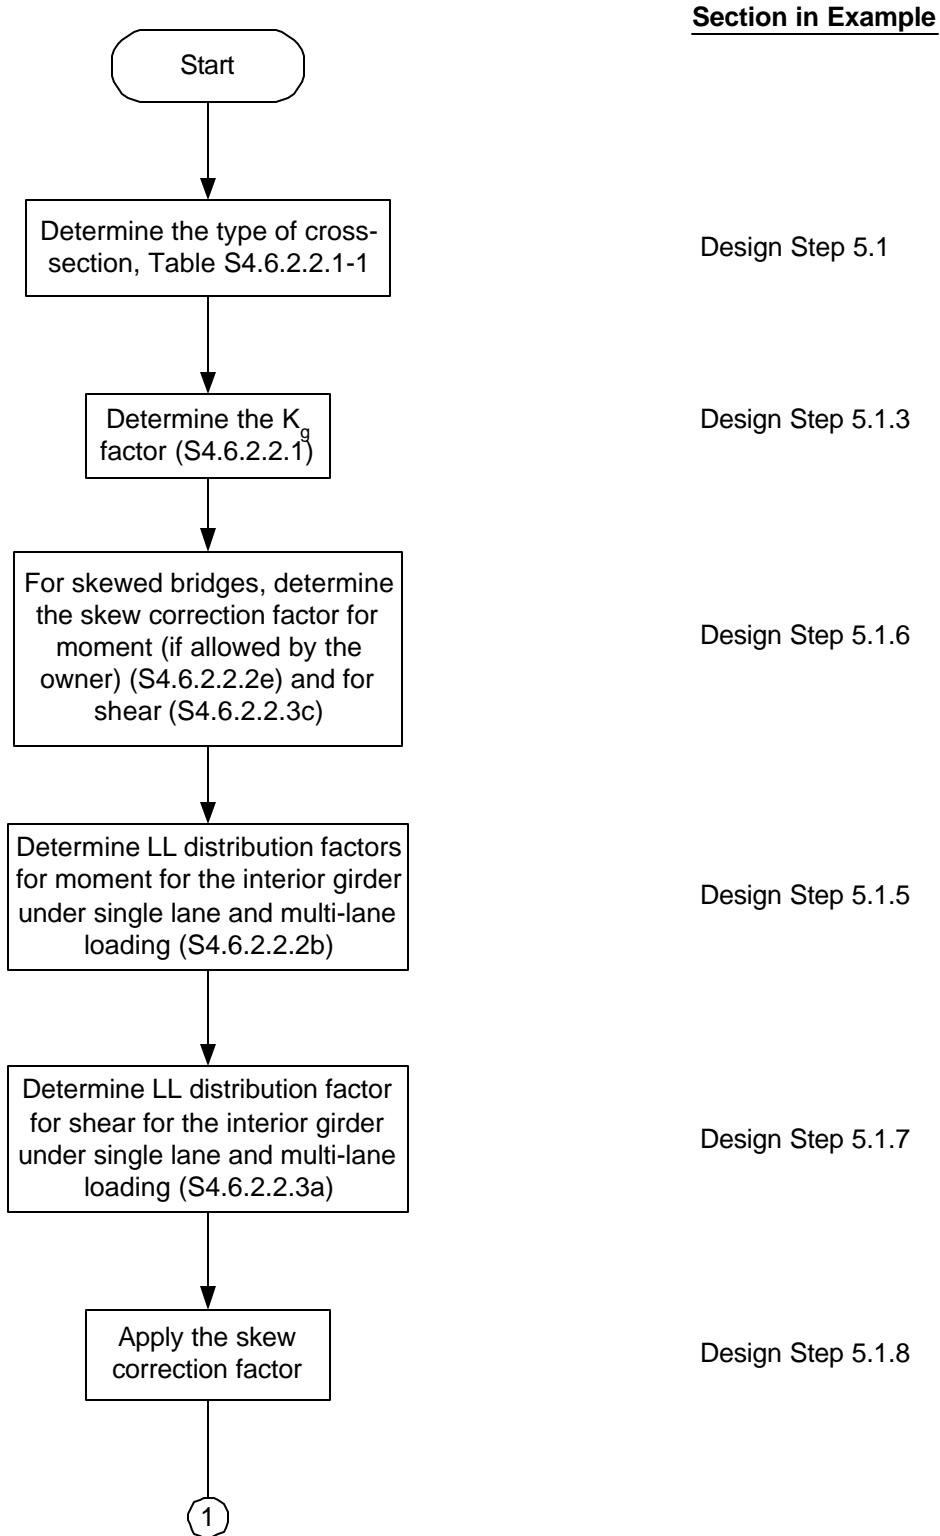 Section in Example
Start
Determine the type of cross-
section, Table S4.6.2.2.1-1
Design Step 5.1
Determine the Kg
factor (S4.6.2.2.1)
Design Step 5.1.3
For skewed bridges, determine
the skew correction factor for
moment (if allowed by the
owner) (S4.6.2.2.2e) and for
shear (S4.6.2.2.3c)
Design Step 5.1.6
Determine LL distribution factors
for moment for the interior girder
under single lane and multi-lane
loading (S4.6.2.2.2b)
Design Step 5.1.5
Determine LL distribution factor
for shear for the interior girder
under single lane and multi-lane
loading (S4.6.2.2.3a)
Design Step 5.1.7
Apply the skew
correction factor
Design Step 5.1.8
1